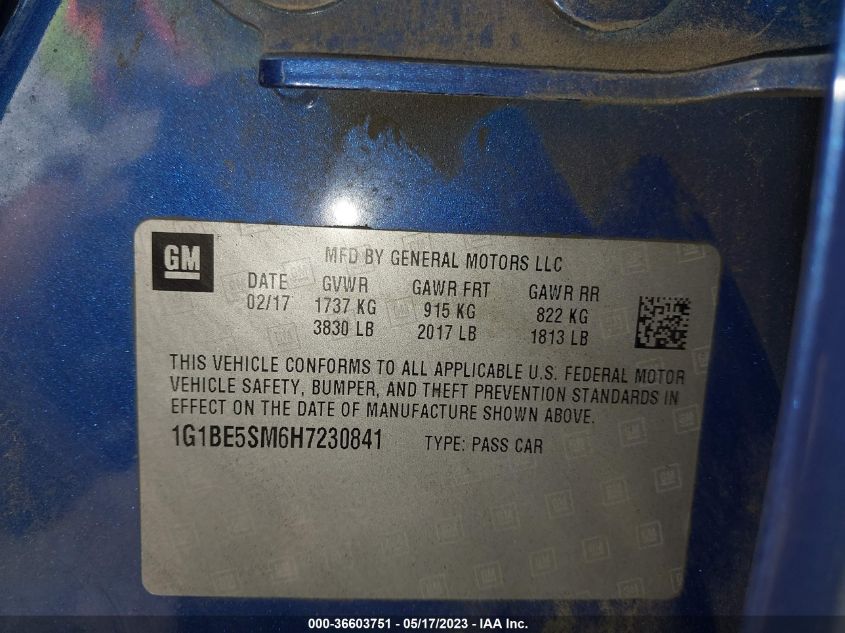 GM
MFD BY GENERAL MOTORS LLC
DATE GVWR GAWR FRT GAWR RR
02/17 1737 KG 915 KG 822 KG
3830 LB 2017 LB 1813 LB
THIS VEHICLE CONFORMS TO ALL APPLICABLE U.S. FEDERAL MOTOR
VEHICLE SAFETY, BUMPER, AND THEFT PREVENTION STANDARDS IN
EFFECT ON THE DATE OF MANUFACTURE SHOWN ABOVE.
1G1BE5SM6H7230841 TYPE: PASS CAR
000-36603751 - 05/17/2023 - IAA Inc.